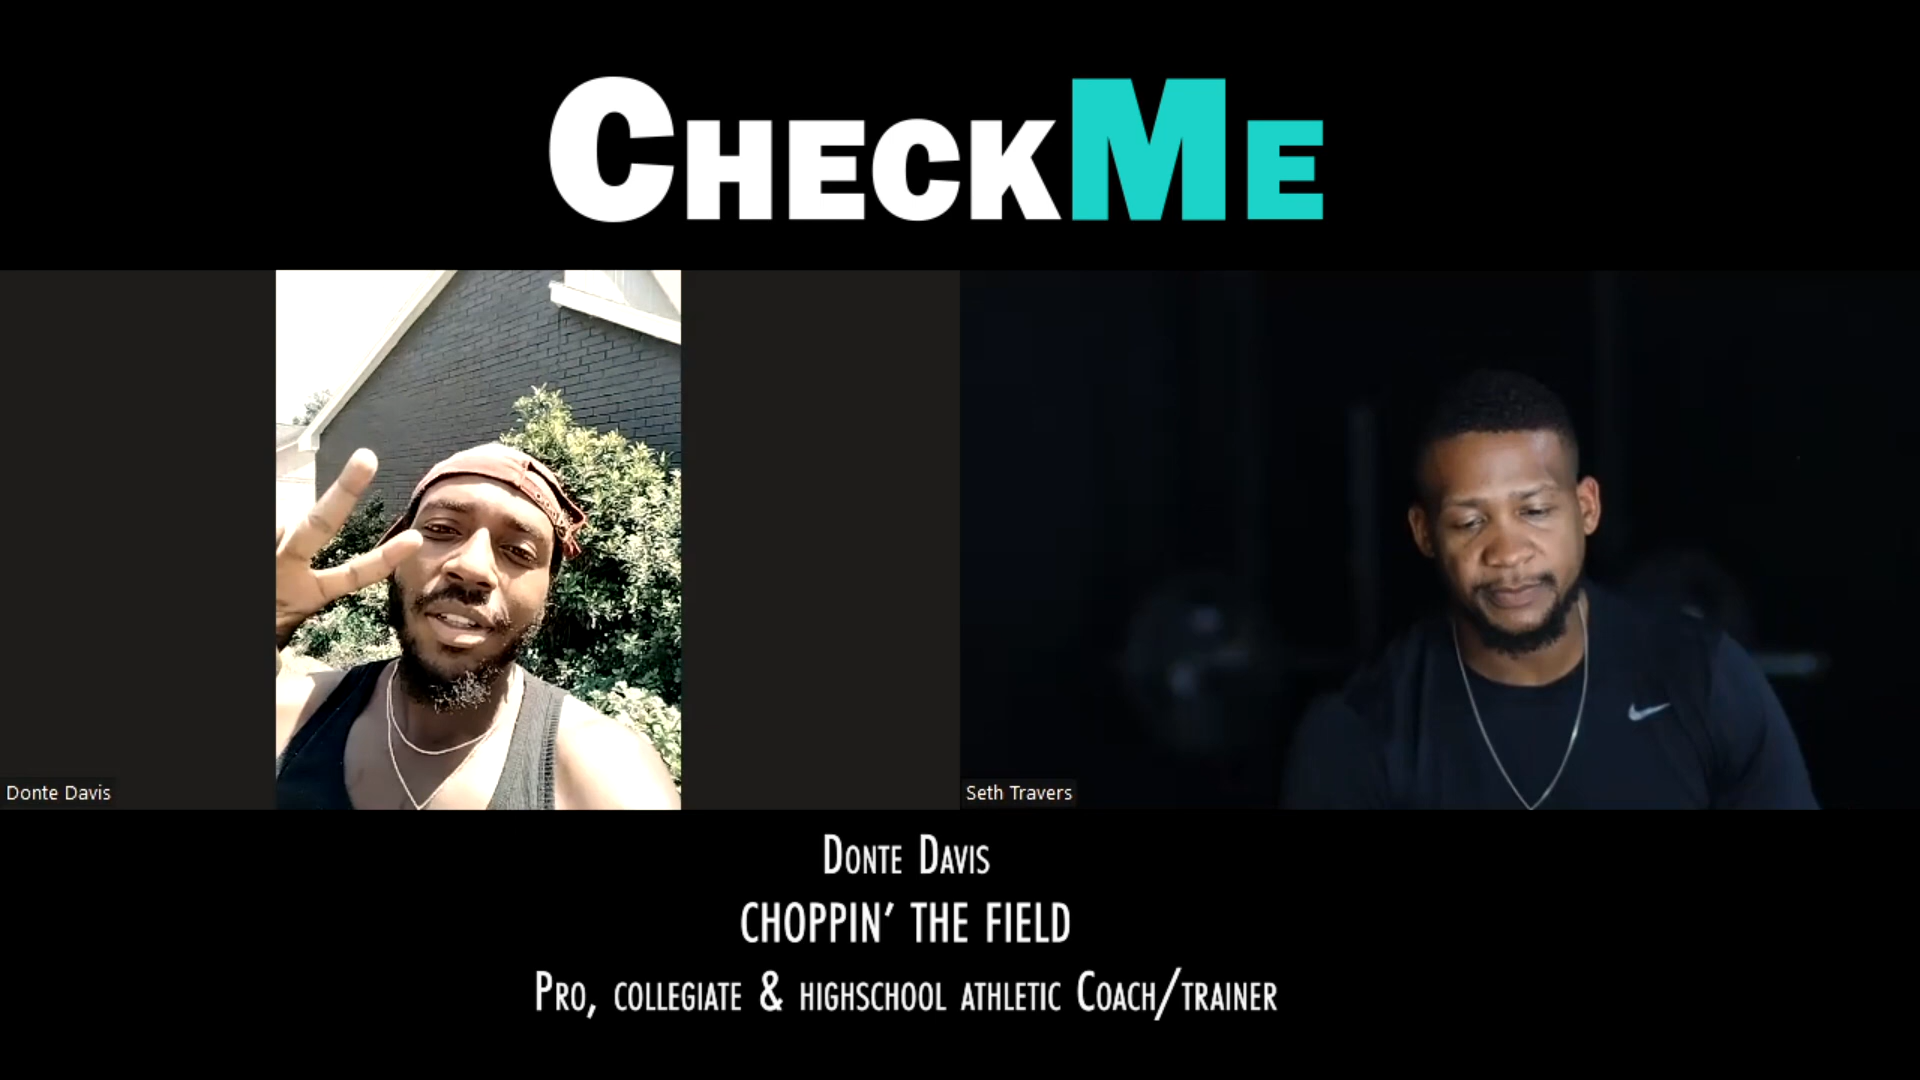 CheckMe
Donte Davis
Seth Travers
Donte Davis
CHOPPIN' THE FIELD
Pro, collegiate & highschool athletic Coach/trainer